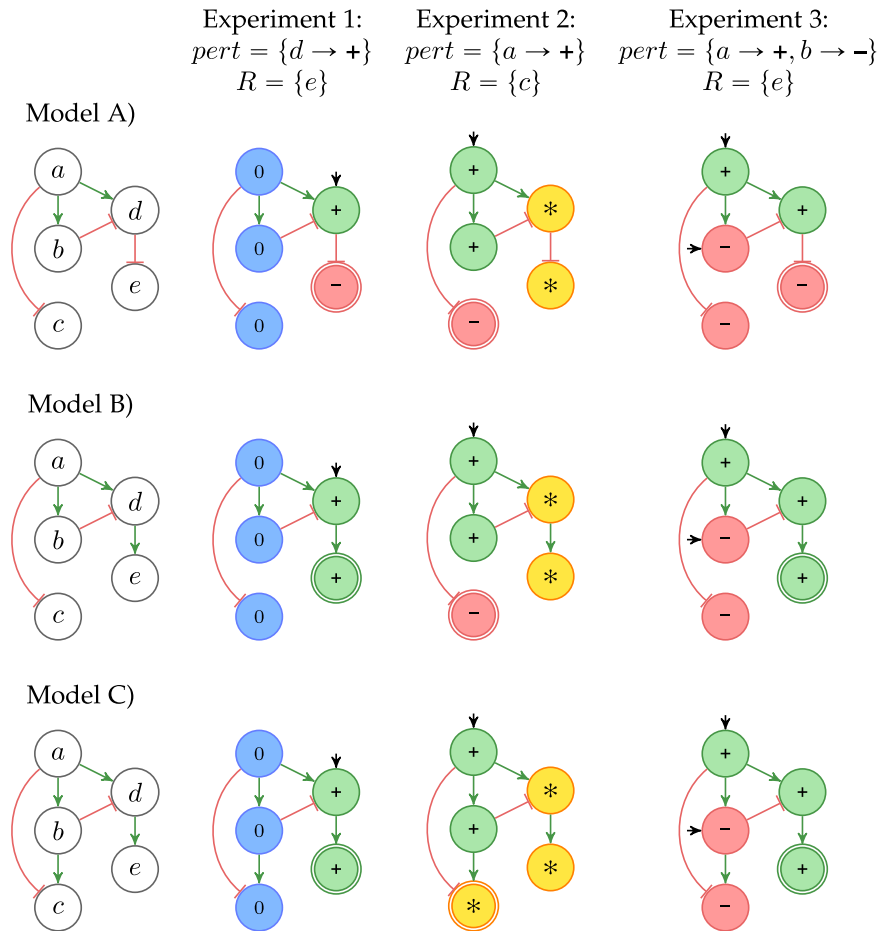 Experiment 1: Experiment 2: Experiment 3:
pert = {d → +} pert = {a → +} pert = {a → +, b → −}
R = {e} R = {c} R = {e}
Model A)
a 0 + +
d + * +
b 0 + −
e − * −
c 0 − −
Model B)
a 0 + +
d + * +
b 0 + −
e + * +
c 0 − −
Model C)
a 0 + +
d + * +
b 0 + −
e + * +
c 0 * −